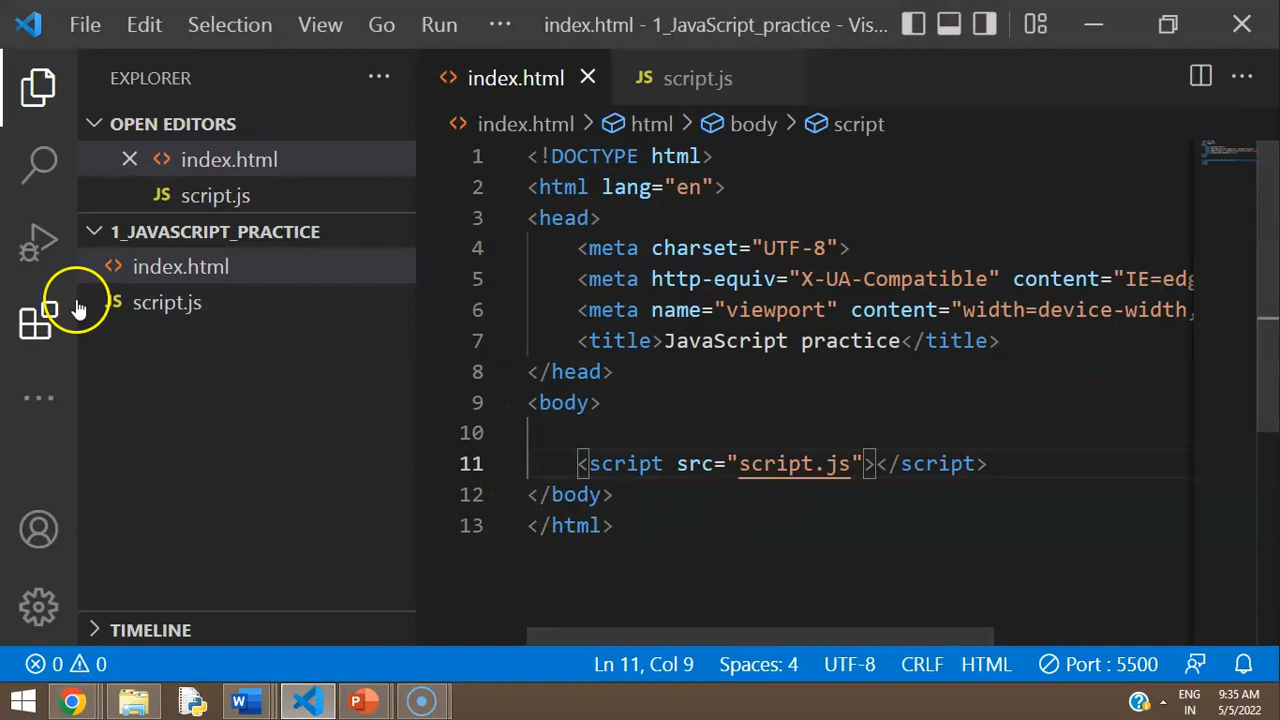 File Edit Selection View Go Run ··· index.html - 1_JavaScript_practice - Vis...
EXPLORER ···
OPEN EDITORS
index.html
JS script.js
1_JAVASCRIPT_PRACTICE
index.html
JS script.js
TIMELINE
index.html JS script.js ···
index.html > html > body > script
1 <!DOCTYPE html>
2 <html lang="en">
3 <head>
4 <meta charset="UTF-8">
5 <meta http-equiv="X-UA-Compatible" content="IE=edg
6 <meta name="viewport" content="width=device-width,
7 <title>JavaScript practice</title>
8 </head>
9 <body>
10
11 <script src="script.js"></script>
12 </body>
13 </html>
0 0 Ln 11, Col 9 Spaces: 4 UTF-8 CRLF HTML Port : 5500
ENG 9:35 AM
IN 5/5/2022